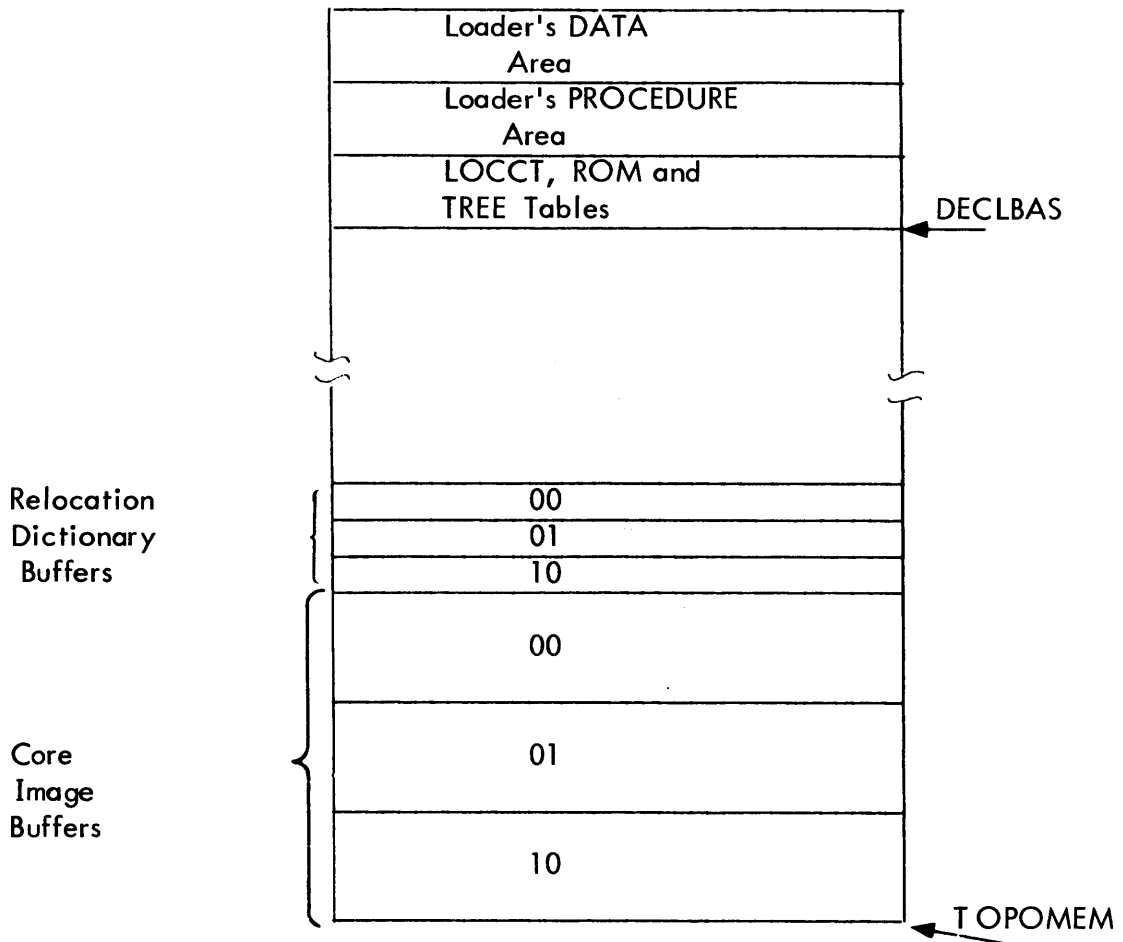 Loader's DATA
Area
Loader's PROCEDURE
Area
LOCCT, ROM and
TREE Tables
DECLBAS
Relocation
Dictionary
Buffers
00
01
10
Core
Image
Buffers
00
01
10
T OPOMEM